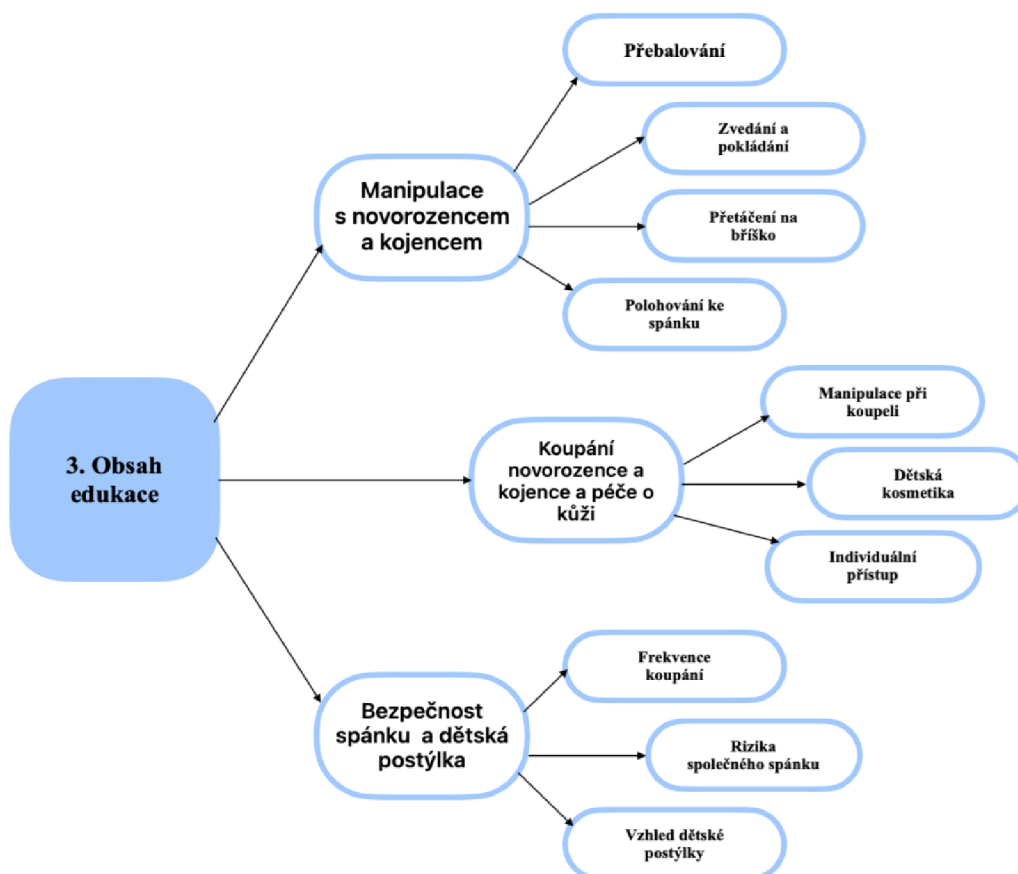 3. Obsah
edukace
Manipulace
s novorozencem
a kojencem
Přebalování
Zvedání a
pokládání
Přetáčení na
bříško
Polohování ke
spánku
Koupání
novorozence a
kojence a péče o
kůži
Manipulace při
koupeli
Dětská
kosmetika
Individuální
přístup
Bezpečnost
spánku a dětská
postýlka
Frekvence
koupání
Rizika
společného spánku
Vzhled dětské
postýlky